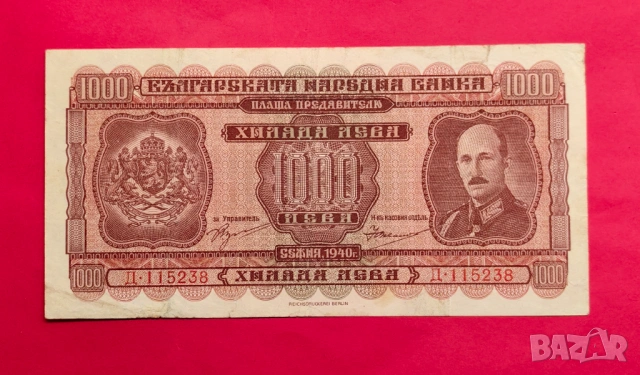 1000 БЪЛГАРСКАТА НАРОДНА БАНКА 1000
ПЛАЩА ПРЕДЯВИТЕЛЮ
ХИЛЯДА ЛЕВА
1000
ЛЕВА
за Управитель
Н-къ касовия отдѣлъ
СОФИЯ 1940 г.
1000 Д·115238 ХИЛЯДА ЛЕВА Д·115238 1000
REICHSDRUCKEREI BERLIN
BAZAR